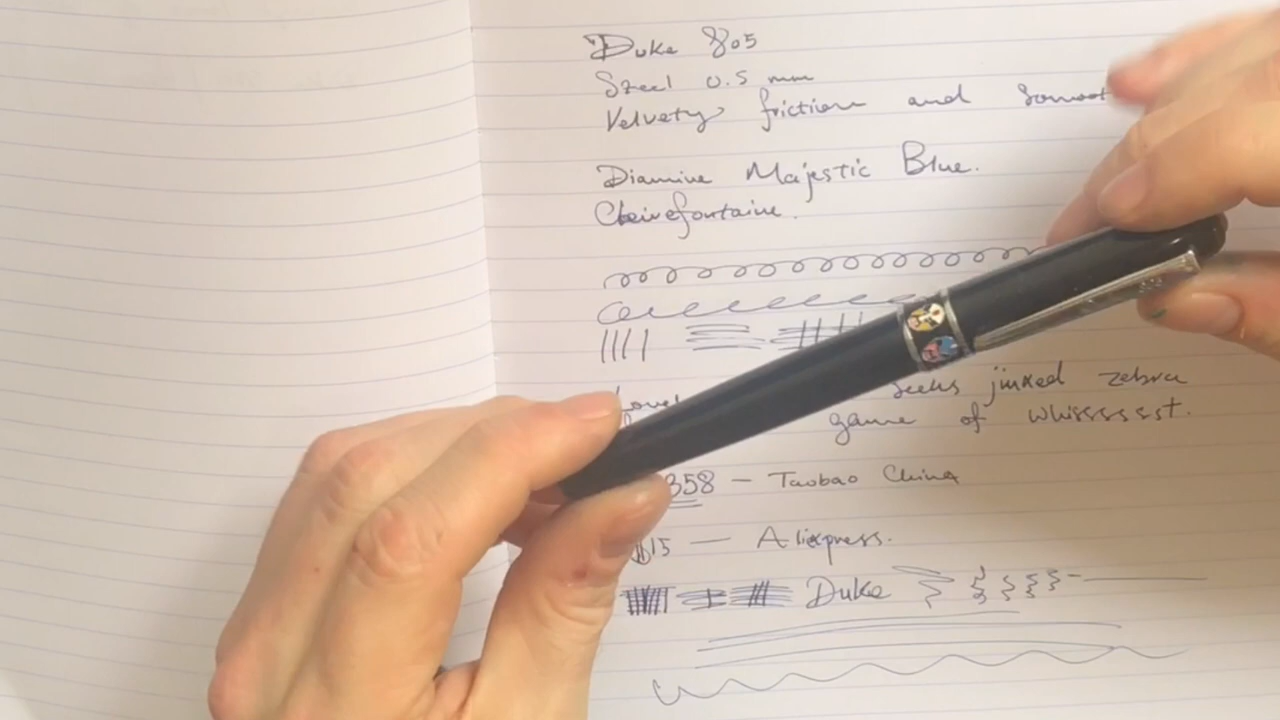 Duke 805
Steel 0.5 mm
Velvety friction and
Diamine Majestic Blue.
Clairefontaine.
seeks jinxed zebra
game of whisssssst.
358 — Taobao China
$15 — Aliexpress.
Duke